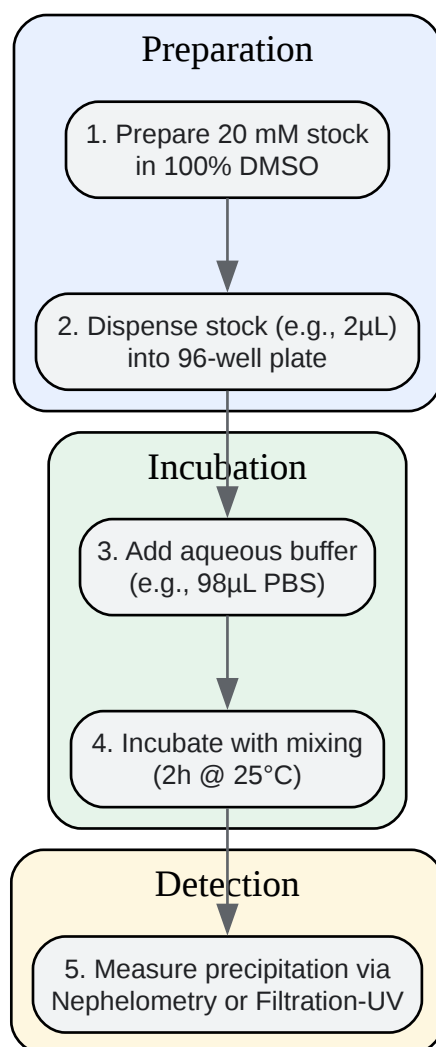 Preparation
1. Prepare 20 mM stock
in 100% DMSO
2. Dispense stock (e.g., 2µL)
into 96-well plate
Incubation
3. Add aqueous buffer
(e.g., 98µL PBS)
4. Incubate with mixing
(2h @ 25°C)
Detection
5. Measure precipitation via
Nephelometry or Filtration-UV